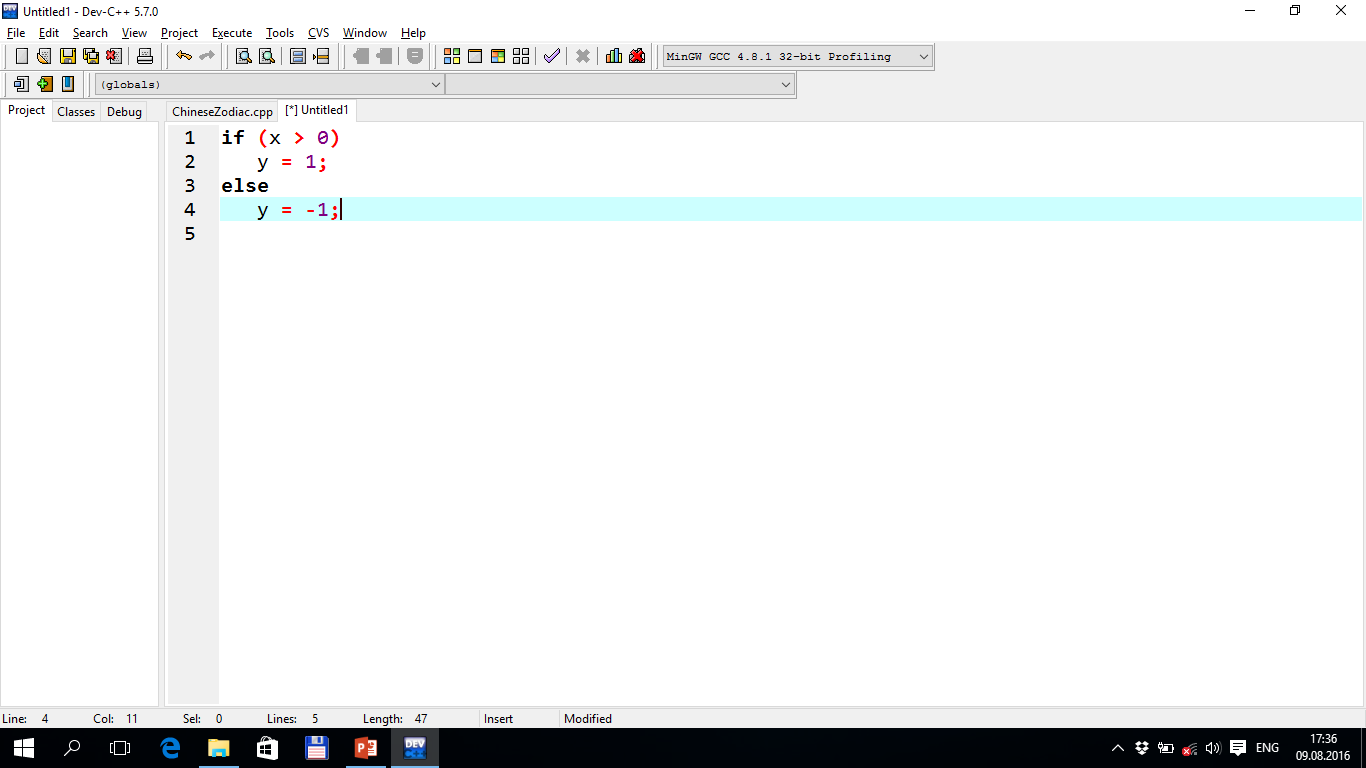 Untitled1 - Dev-C++ 5.7.0
File Edit Search View Project Execute Tools CVS Window Help
MinGW GCC 4.8.1 32-bit Profiling
(globals)
Project Classes Debug ChineseZodiac.cpp [*] Untitled1
1 if (x > 0)
2 y = 1;
3 else
4 y = -1;
5
Line: 4 Col: 11 Sel: 0 Lines: 5 Length: 47 Insert Modified
DEV
ENG
17:36
09.08.2016